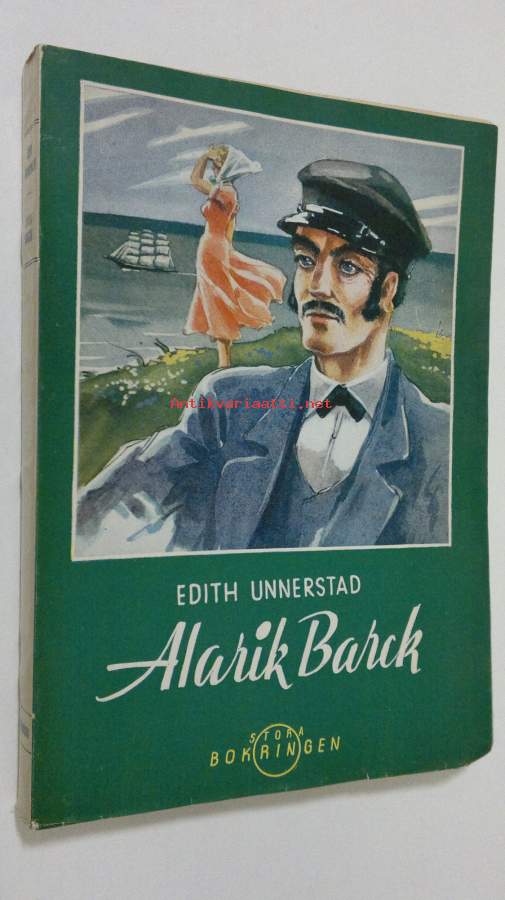 Antikvariaatti.net
EDITH UNNERSTAD
Alarik Barck
STORA
BOKRINGEN